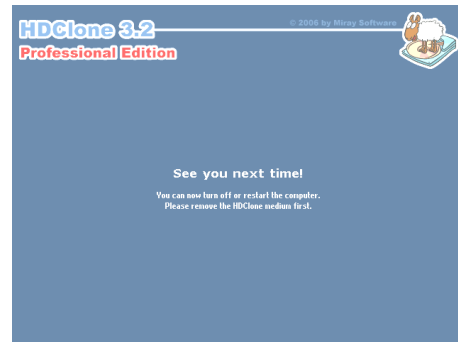 HDClone 3.2
© 2006 by Miray Software
Professional Edition
See you next time!
You can now turn off or restart the computer.
Please remove the HDClone medium first.